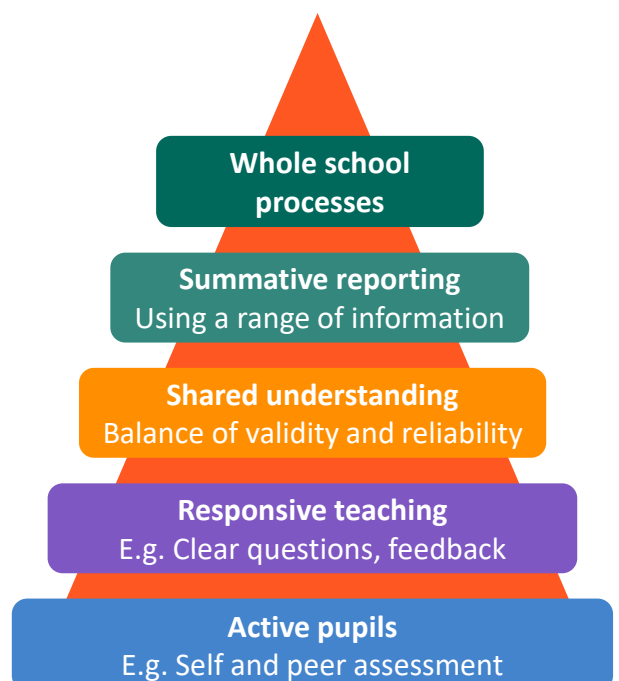 Whole school
processes
Summative reporting
Using a range of information
Shared understanding
Balance of validity and reliability
Responsive teaching
E.g. Clear questions, feedback
Active pupils
E.g. Self and peer assessment